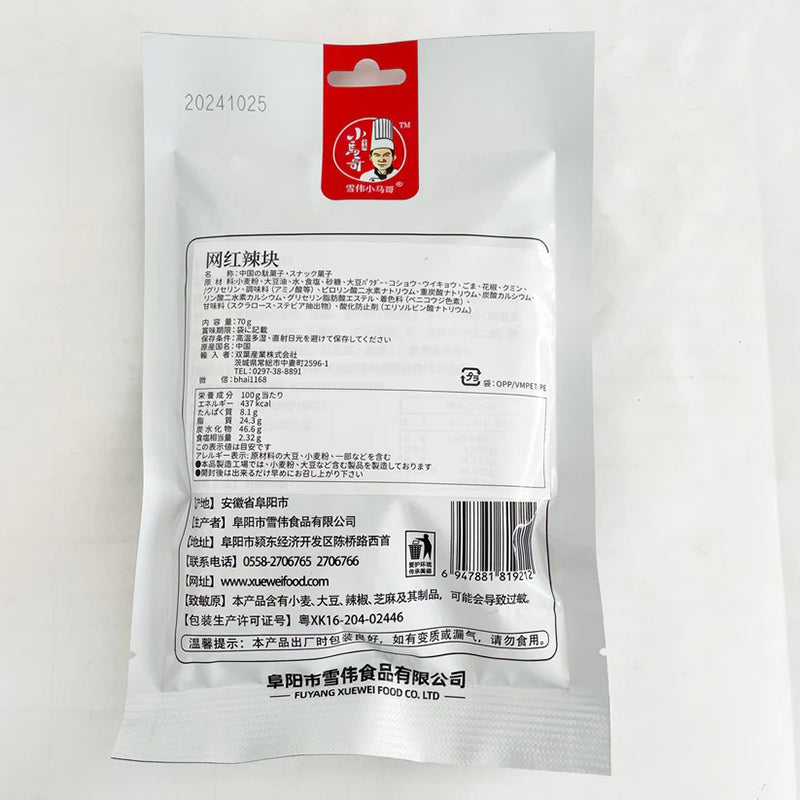 20241025
小馬哥
TM
雪伟小马哥®
网红辣块
名　称:中国の駄菓子・スナック菓子
原 材 料:小麦粉、大豆油、水、食塩、砂糖、大豆パウダー、コショウ、ウイキョウ、ごま、花椒、クミン、
/グリセリン、調味料（アミノ酸等）、ピロリン酸二水素ナトリウム、重炭酸ナトリウム、炭酸カルシウム、
リン酸二水素カルシウム、グリセリン脂肪酸エステル、着色料（ベニコウジ色素）、
甘味料（スクラロース、ステビア抽出物）、酸化防止剤（エリソルビン酸ナトリウム）
内 容 量:70g
賞味期限:袋に記載
保存条件:高温多湿、直射日光を避けて保存してください
原産国名:中国
輸 入 者:双葉産業株式会社
茨城県常総市中妻町2596-1
TEL:0297-38-8891
微　信:bhai1168
プラ 袋:OPP/VMPET/PE
栄養成分 100g当たり
エネルギー 437 kcal
たんぱく質 8.1 g
脂　質 24.3 g
炭水化物 46.6 g
食塩相当量 2.32 g
この表示値は目安です
アレルギー表示: 原材料の大豆、小麦粉、一部などを含む
●本品製造工場では、小麦粉、大豆など含む製品を製造しております
●開封後は出来るだけ早めにお召し上がり下さい
【产地】安徽省阜阳市
【生产者】阜阳市雪伟食品有限公司
【地址】阜阳市颍东经济开发区陈桥路西首
【联系电话】0558-2706765 2706766
【网址】www.xueweifood.com
爱护环境
传承美德
6 947881 819212
【致敏原】本产品含有小麦、大豆、辣椒、芝麻及其制品，可能会导致过敏。
【包装生产许可证号】粤XK16-204-02446
温馨提示：本产品出厂时包装良好，如有变质或漏气，请勿食用。
阜阳市雪伟食品有限公司
FUYANG XUEWEI FOOD CO. LTD